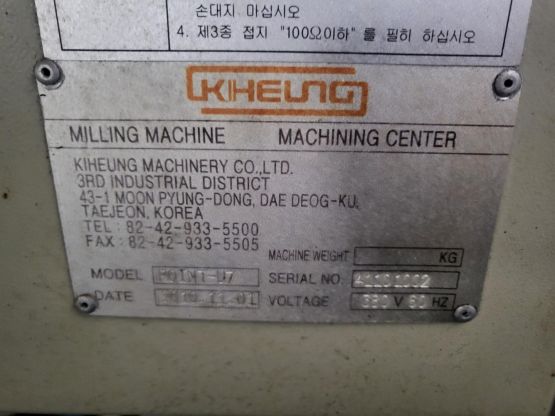 손대지 마십시오
4. 제3종 접지 "100Ω이하"를 필히 하십시오
KIHEUNG
MILLING MACHINE MACHINING CENTER
KIHEUNG MACHINERY CO.,LTD.
3RD INDUSTRIAL DISTRICT
43-1 MOON PYUNG-DONG, DAE DEOG-KU,
TAEJEON, KOREA
TEL : 82-42-933-5500
FAX : 82-42-933-5505
MACHINE WEIGHT KG
MODEL POINT-U7 SERIAL NO.
DATE VOLTAGE 380 V 60 HZ